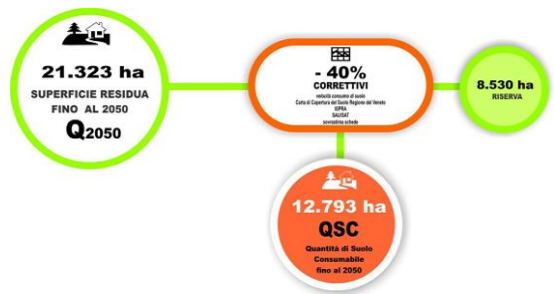 21.323 ha
SUPERFICIE RESIDUA
FINO AL 2050
Q2050
- 40%
CORRETTIVI
velocità consumo di suolo
Carta di Copertura del Suolo Regione del Veneto
ISPRA
SAUSAT
sovrastima schede
8.530 ha
RISERVA
12.793 ha
QSC
Quantità di Suolo
Consumabile
fino al 2050